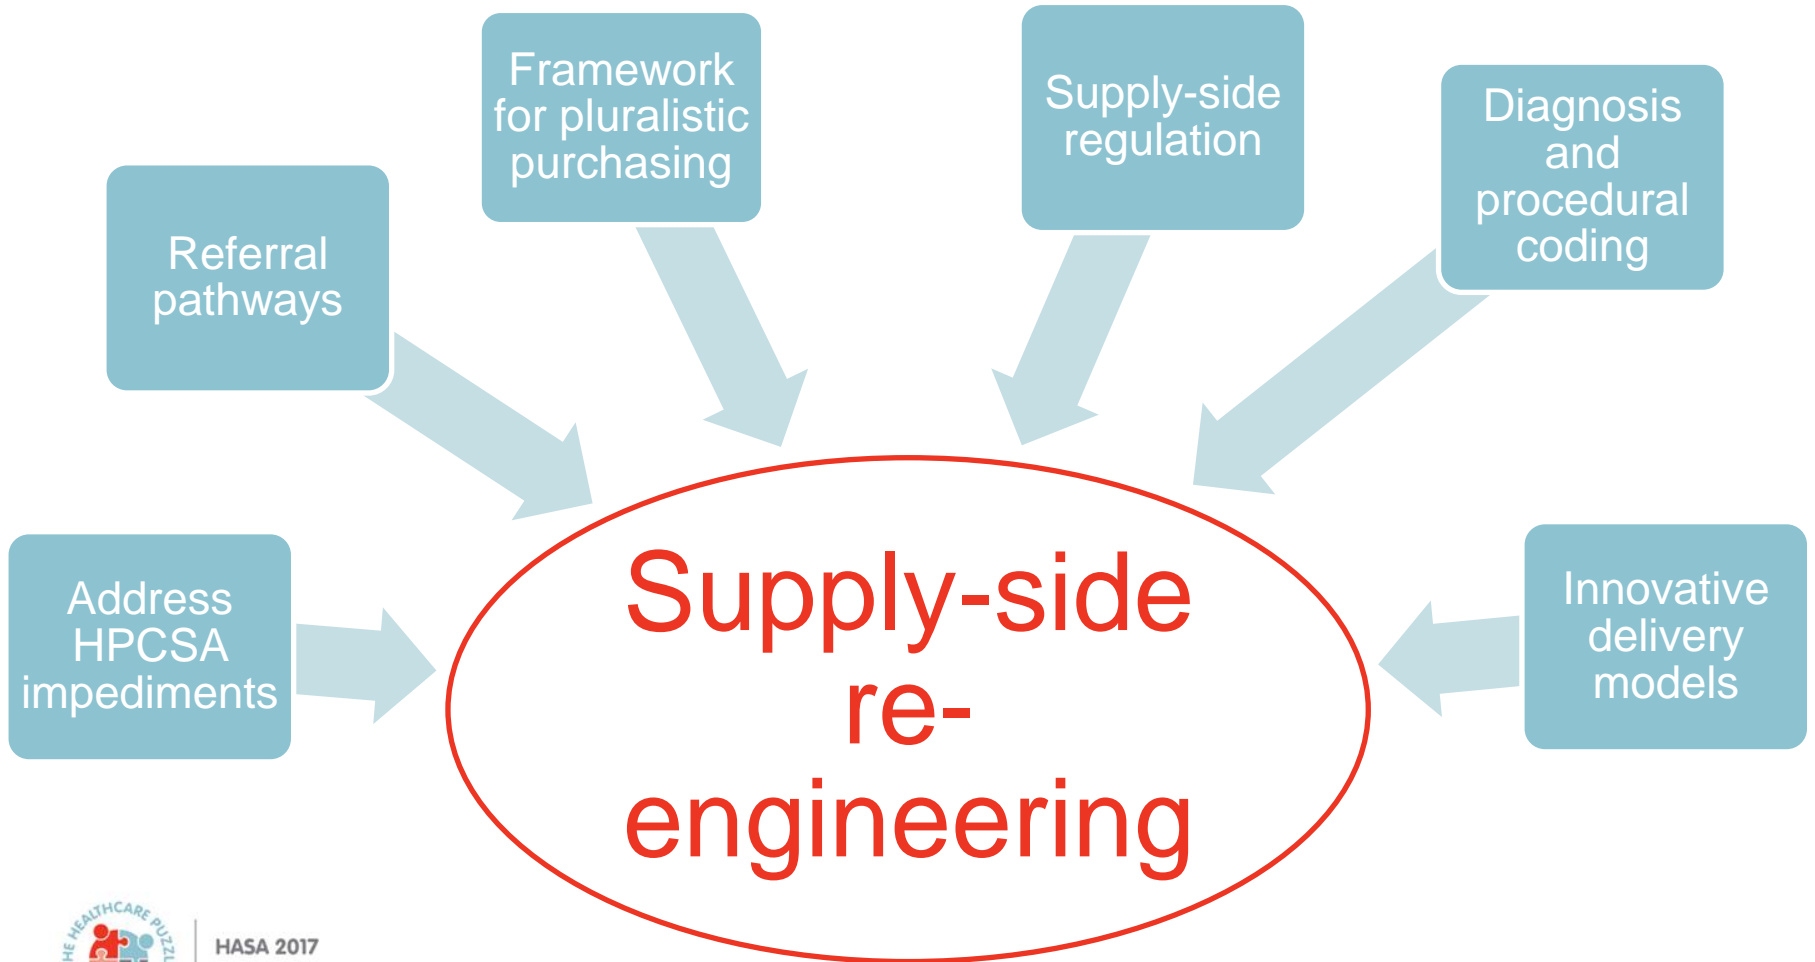 Framework
for pluralistic
purchasing
Supply-side
regulation
Diagnosis
and
procedural
coding
Referral
pathways
Address
HPCSA
impediments
Innovative
delivery
models
Supply-side
re-
engineering
HEALTHCARE
HASA 2017